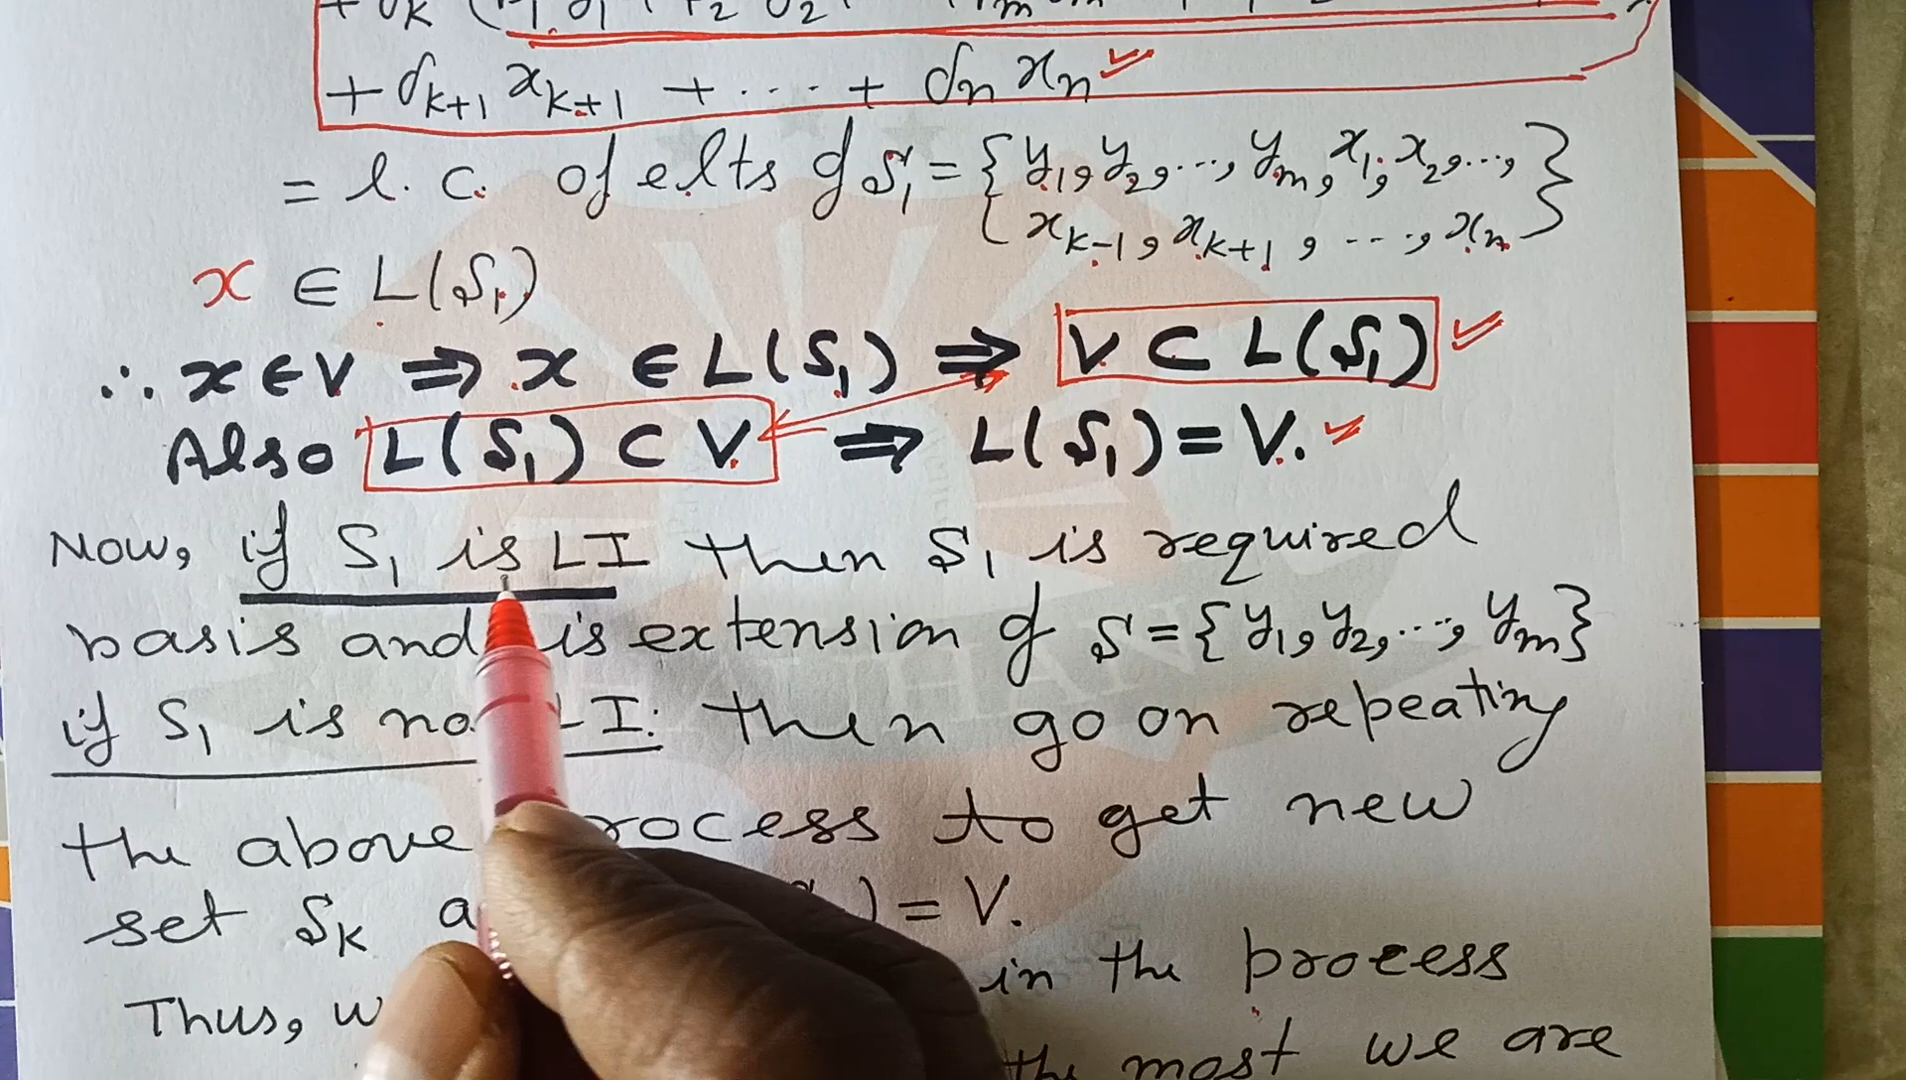 + δk+1 xk+1 + .... + δn xn
= l. c. of elts of S1 = {y1, y2, ..., ym, x1, x2, ...,
xk-1, xk+1, ---, xn}
x ∈ L(S1)
∴ x ∈ V ⇒ x ∈ L(S1) ⇒ V ⊂ L(S1)
Also L(S1) ⊂ V ⇒ L(S1) = V.
Now, if S1 is LI then S1 is required
basis and is extension of S = {y1, y2, ..., ym}
if S1 is LI. then go on repeating
the above process to get new
set Sk ) = V.
Thus, in the process
the most we are